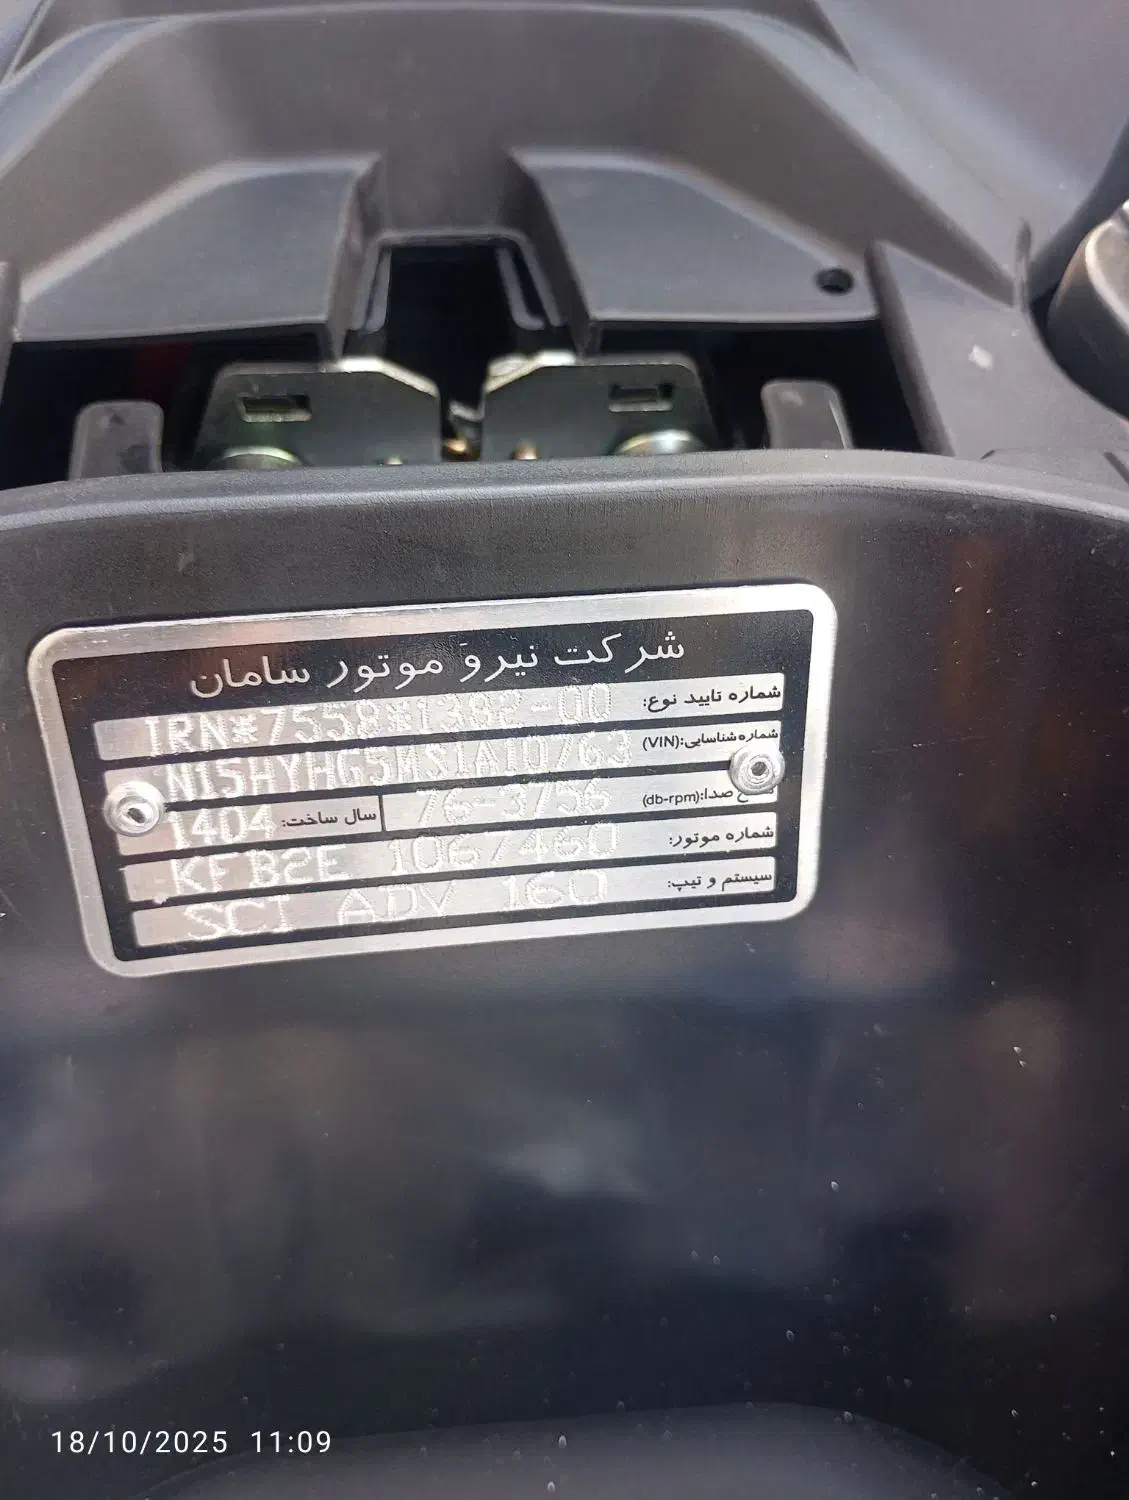 شرکت نیرو موتور سامان
شماره تایید نوع: IRN*7558*1382-00
شماره شناسایی:(VIN) N15HYHG5MS1A10763
صدا:(db-rpm) 76-3756
سال ساخت: 1404
شماره موتور: KFB2E 1067460
سیستم و تیپ: SCI ADV 160
18/10/2025 11:09